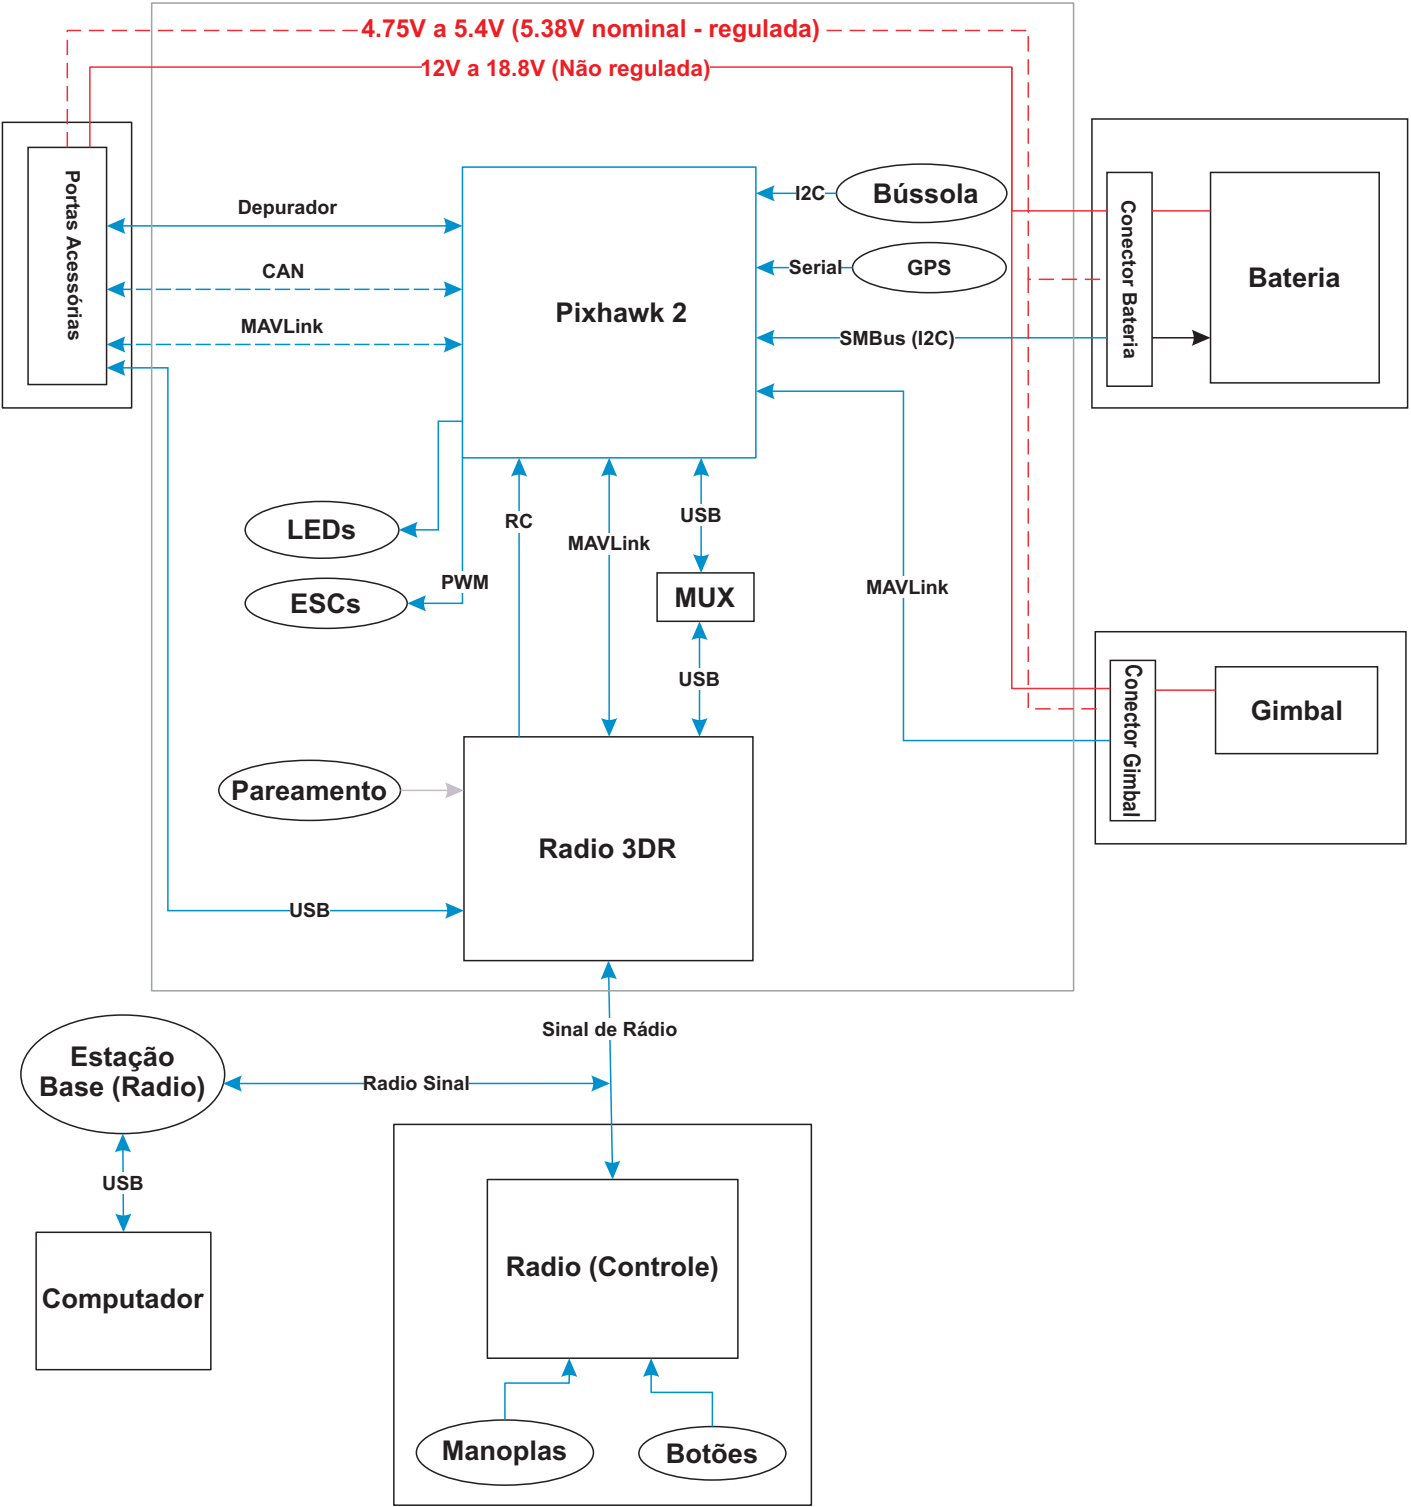 4.75V a 5.4V (5.38V nominal - regulada)
12V a 18.8V (Não regulada)
Portas Acessórias
Depurador
CAN
MAVLink
Pixhawk 2
I2C
Bússola
Serial
GPS
SMBus (I2C)
Conector Bateria
Bateria
LEDs
ESCs
PWM
RC
MAVLink
USB
MUX
USB
MAVLink
Conector Gimbal
Gimbal
Pareamento
Radio 3DR
USB
Sinal de Rádio
Estação
Base (Radio)
Radio Sinal
USB
Computador
Radio (Controle)
Manoplas
Botões